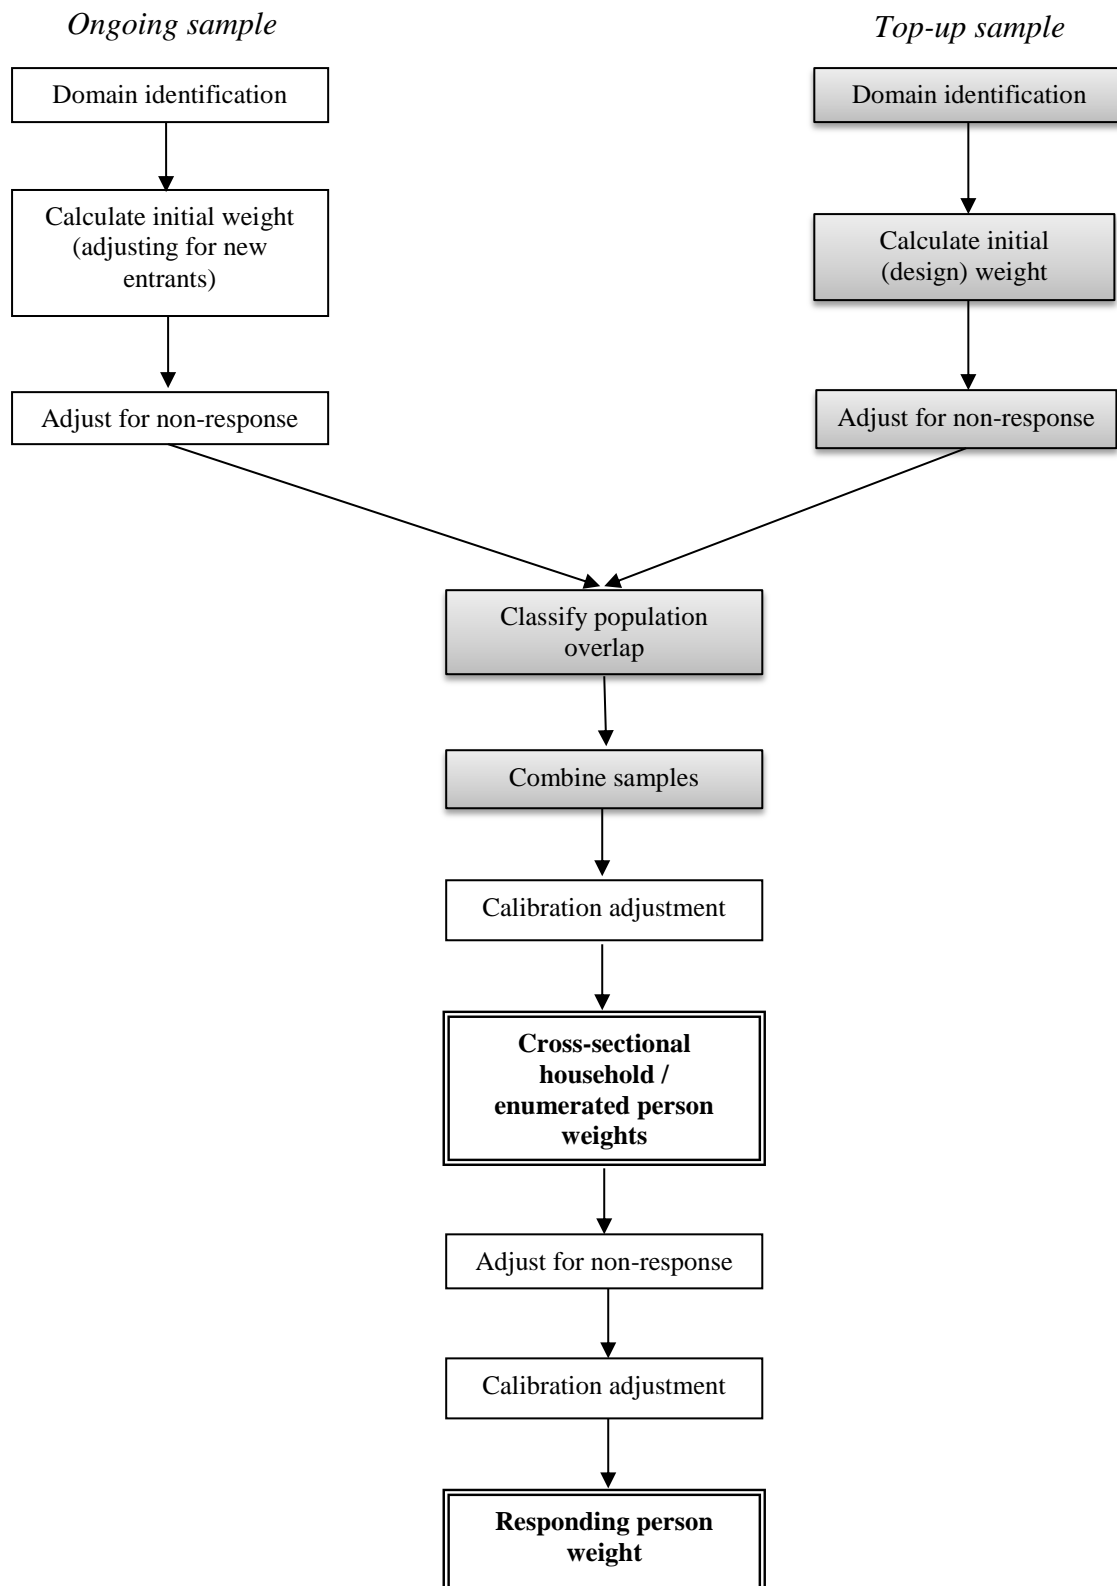 Ongoing sample
Top-up sample
Domain identification
Domain identification
Calculate initial weight
(adjusting for new
entrants)
Calculate initial
(design) weight
Adjust for non-response
Adjust for non-response
Classify population
overlap
Combine samples
Calibration adjustment
Cross-sectional
household /
enumerated person
weights
Adjust for non-response
Calibration adjustment
Responding person
weight